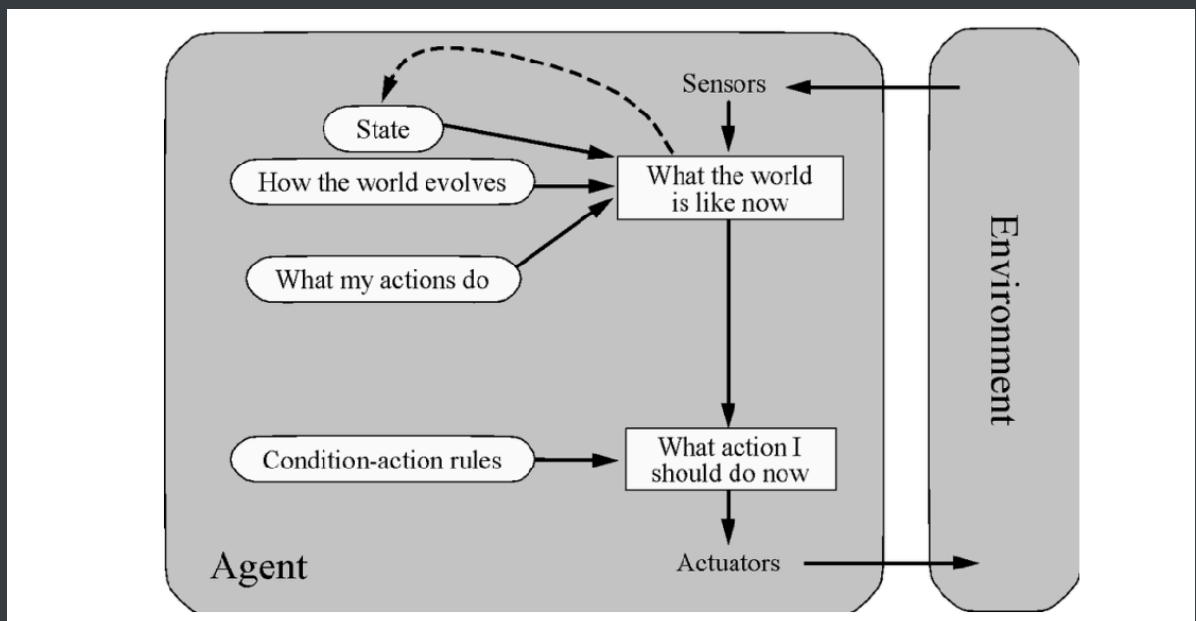 Sensors
State
How the world evolves
What the world
is like now
What my actions do
Environment
Condition-action rules
What action I
should do now
Agent
Actuators